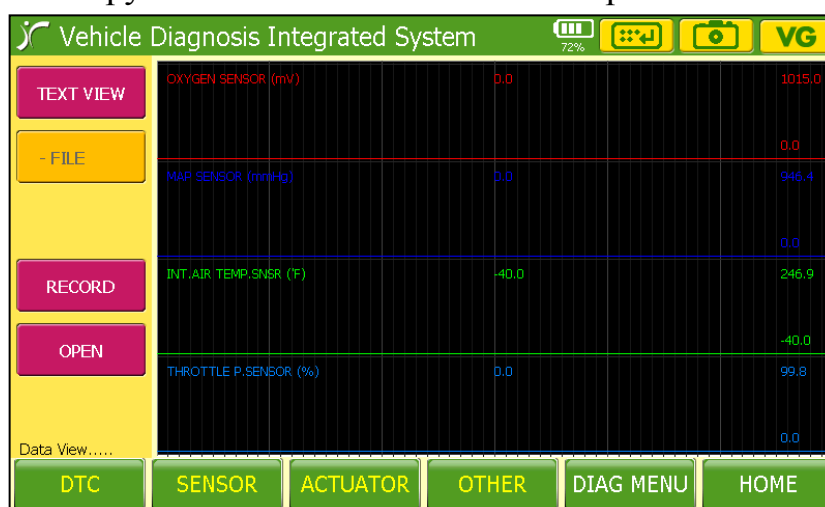 Vehicle Diagnosis Integrated System 72% VG
TEXT VIEW
- FILE
RECORD
OPEN
Data View.....
OXYGEN SENSOR (mV) 0.0 1015.0
0.0
MAP SENSOR (mmHg) 0.0 946.4
0.0
INT.AIR TEMP.SNSR (°F) -40.0 246.9
-40.0
THROTTLE P.SENSOR (%) 0.0 99.8
0.0
DTC SENSOR ACTUATOR OTHER DIAG MENU HOME